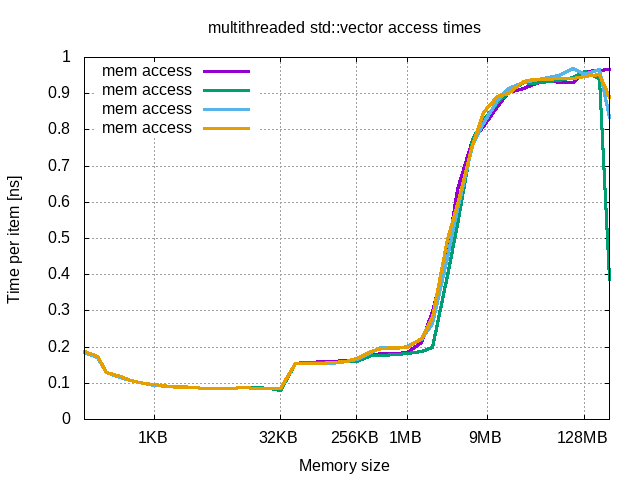 multithreaded std::vector access times
mem access
mem access
mem access
mem access
Time per item [ns]
1
0.9
0.8
0.7
0.6
0.5
0.4
0.3
0.2
0.1
0
1KB 32KB 256KB 1MB 9MB 128MB
Memory size